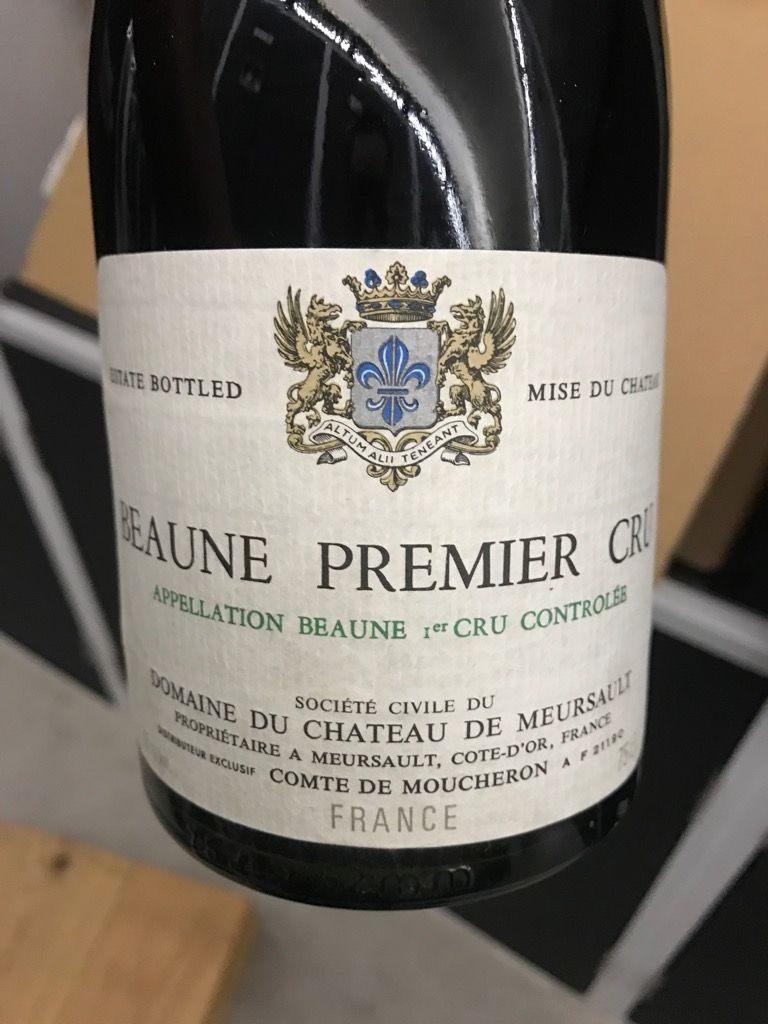 ALTUM ALII TENEANT
ESTATE BOTTLED
MISE DU CHATEAU
BEAUNE PREMIER CRU
APPELLATION BEAUNE 1er CRU CONTROLÉE
SOCIÉTÉ CIVILE DU
DOMAINE DU CHATEAU DE MEURSAULT
PROPRIÉTAIRE A MEURSAULT, COTE-D'OR, FRANCE
DISTRIBUTEUR EXCLUSIF COMTE DE MOUCHERON A F 21190
FRANCE